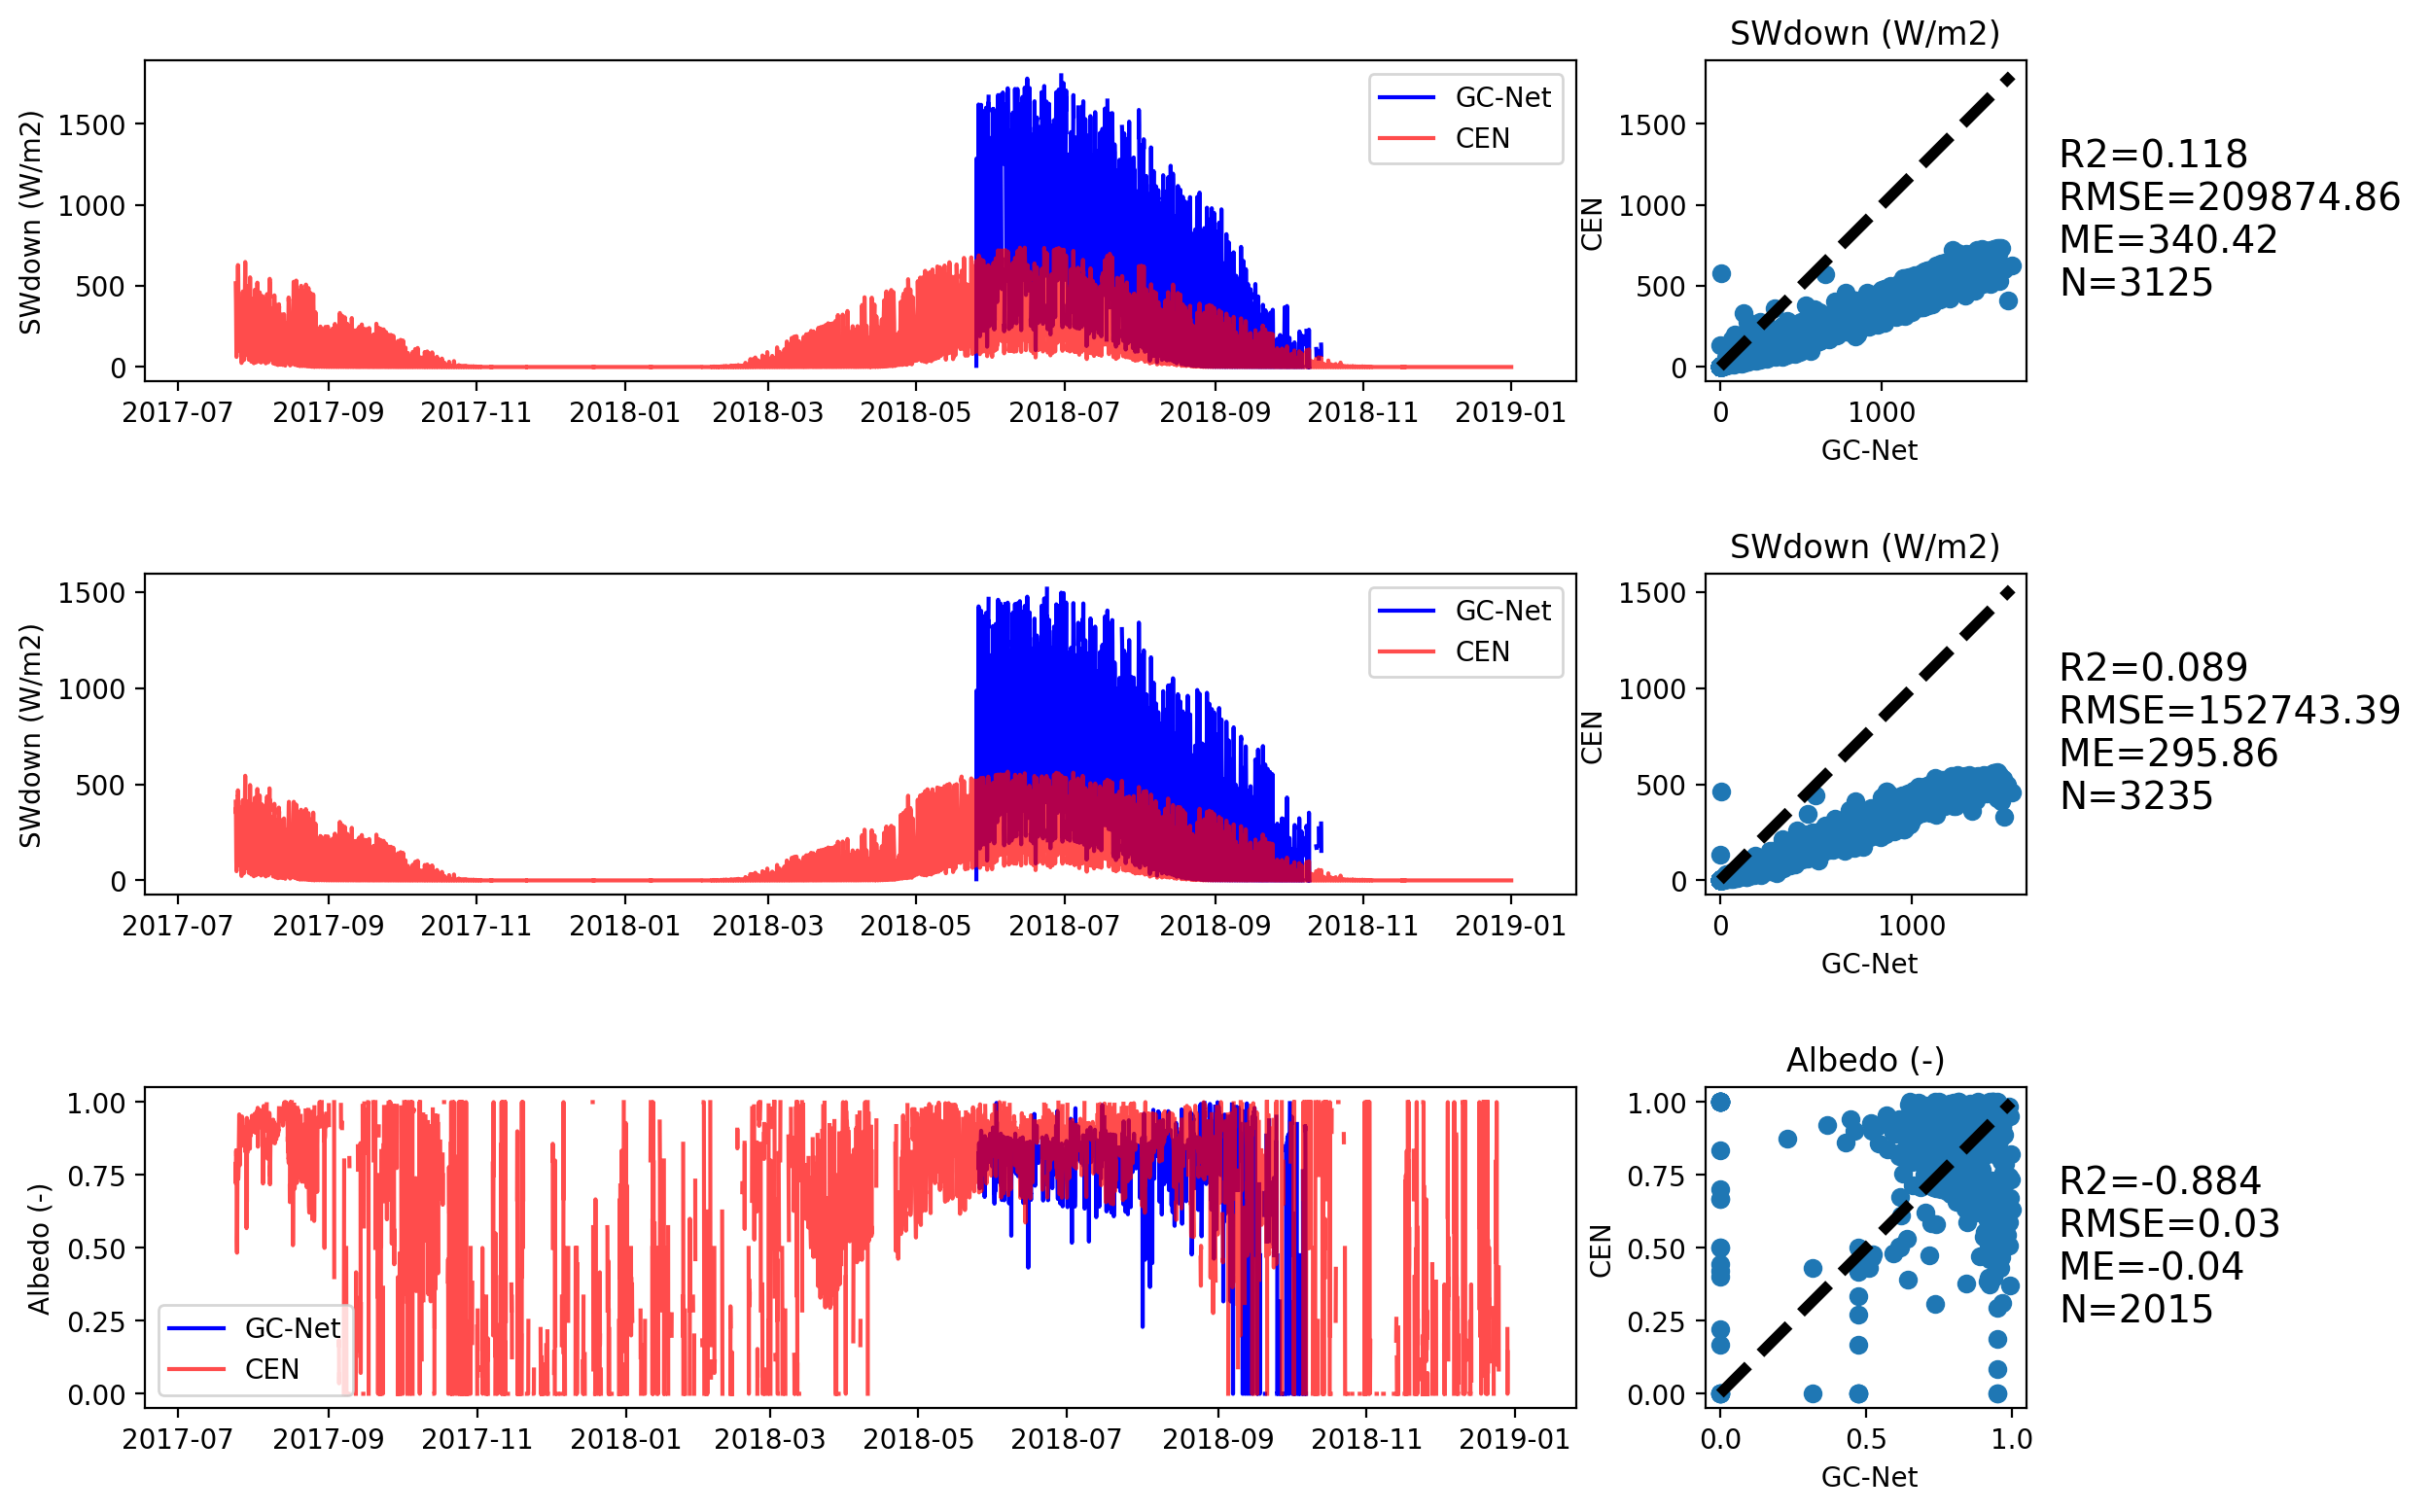 SWdown (W/m2)
1500
1000
500
0
SWdown (W/m2)
GC-Net
CEN
2017-07 2017-09 2017-11 2018-01 2018-03 2018-05 2018-07 2018-09 2018-11 2019-01
1500
1000
500
0
CEN
0 1000
GC-Net
R2=0.118
RMSE=209874.86
ME=340.42
N=3125
SWdown (W/m2)
1500
1000
500
0
SWdown (W/m2)
GC-Net
CEN
2017-07 2017-09 2017-11 2018-01 2018-03 2018-05 2018-07 2018-09 2018-11 2019-01
1500
1000
500
0
CEN
0 1000
GC-Net
R2=0.089
RMSE=152743.39
ME=295.86
N=3235
Albedo (-)
1.00
0.75
0.50
0.25
0.00
Albedo (-)
GC-Net
CEN
2017-07 2017-09 2017-11 2018-01 2018-03 2018-05 2018-07 2018-09 2018-11 2019-01
1.00
0.75
0.50
0.25
0.00
CEN
0.0 0.5 1.0
GC-Net
R2=-0.884
RMSE=0.03
ME=-0.04
N=2015